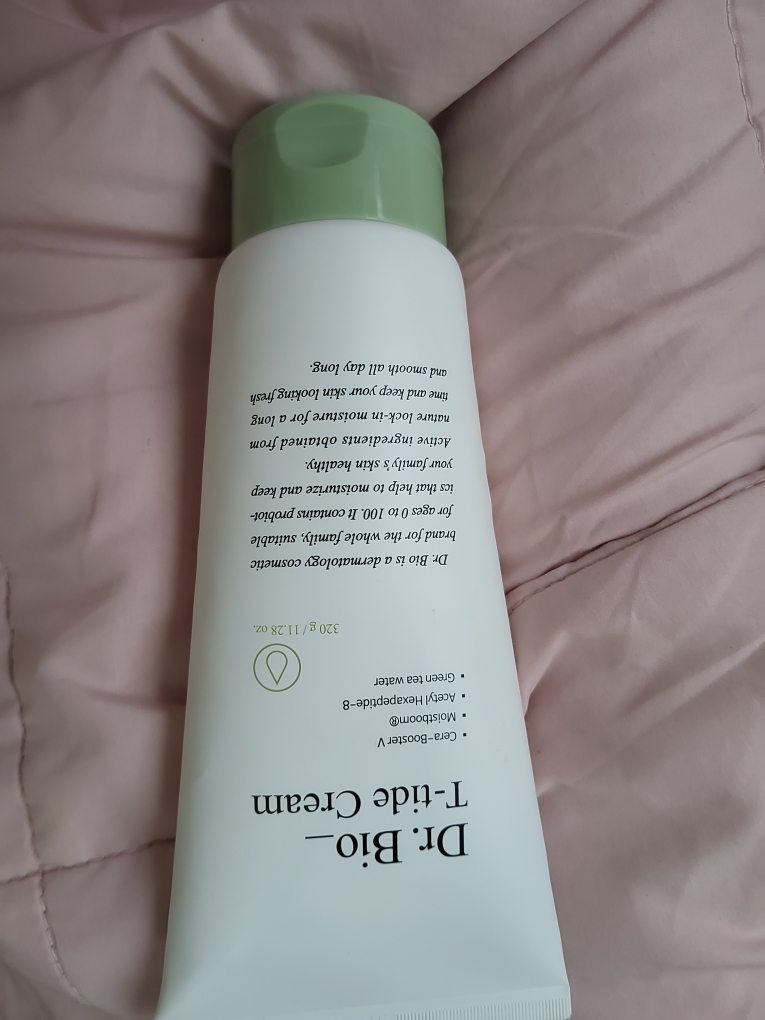 Dr. Bio_
T-tide Cream
▪ Cera-Booster V
▪ Moistboom®
▪ Acetyl Hexapeptide-8
▪ Green tea water
320 g / 11.28 oz.
Dr. Bio is a dermatology cosmetic
brand for the whole family, suitable
for ages 0 to 100. It contains probiot-
ics that help to moisturize and keep
your family's skin healthy.
Active ingredients obtained from
nature lock-in moisture for a long
time and keep your skin looking fresh
and smooth all day long.